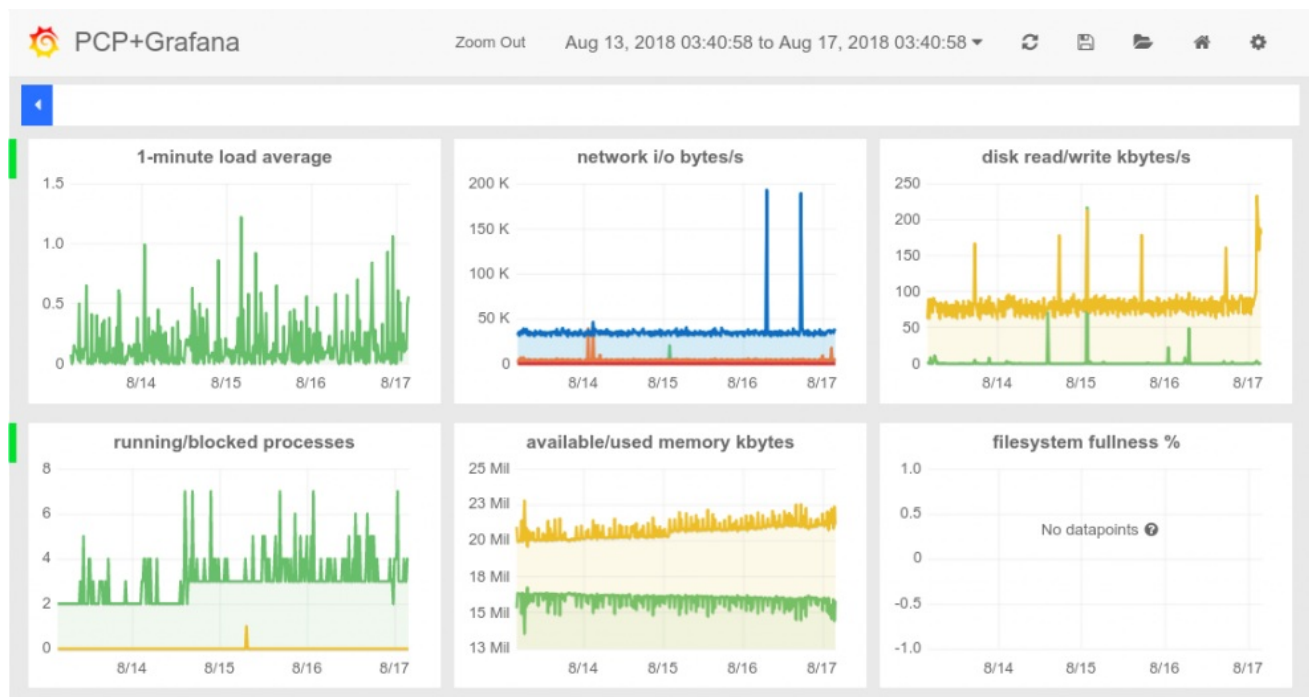 PCP+Grafana
Zoom Out Aug 13, 2018 03:40:58 to Aug 17, 2018 03:40:58
1-minute load average
1.5
1.0
0.5
0
8/14 8/15 8/16 8/17
network i/o bytes/s
200 K
150 K
100 K
50 K
0
8/14 8/15 8/16 8/17
disk read/write kbytes/s
250
200
150
100
50
0
8/14 8/15 8/16 8/17
running/blocked processes
8
6
4
2
0
8/14 8/15 8/16 8/17
available/used memory kbytes
25 Mil
23 Mil
20 Mil
18 Mil
15 Mil
13 Mil
8/14 8/15 8/16 8/17
filesystem fullness %
1.0
0.5
0
-0.5
-1.0
No datapoints ?
8/14 8/15 8/16 8/17